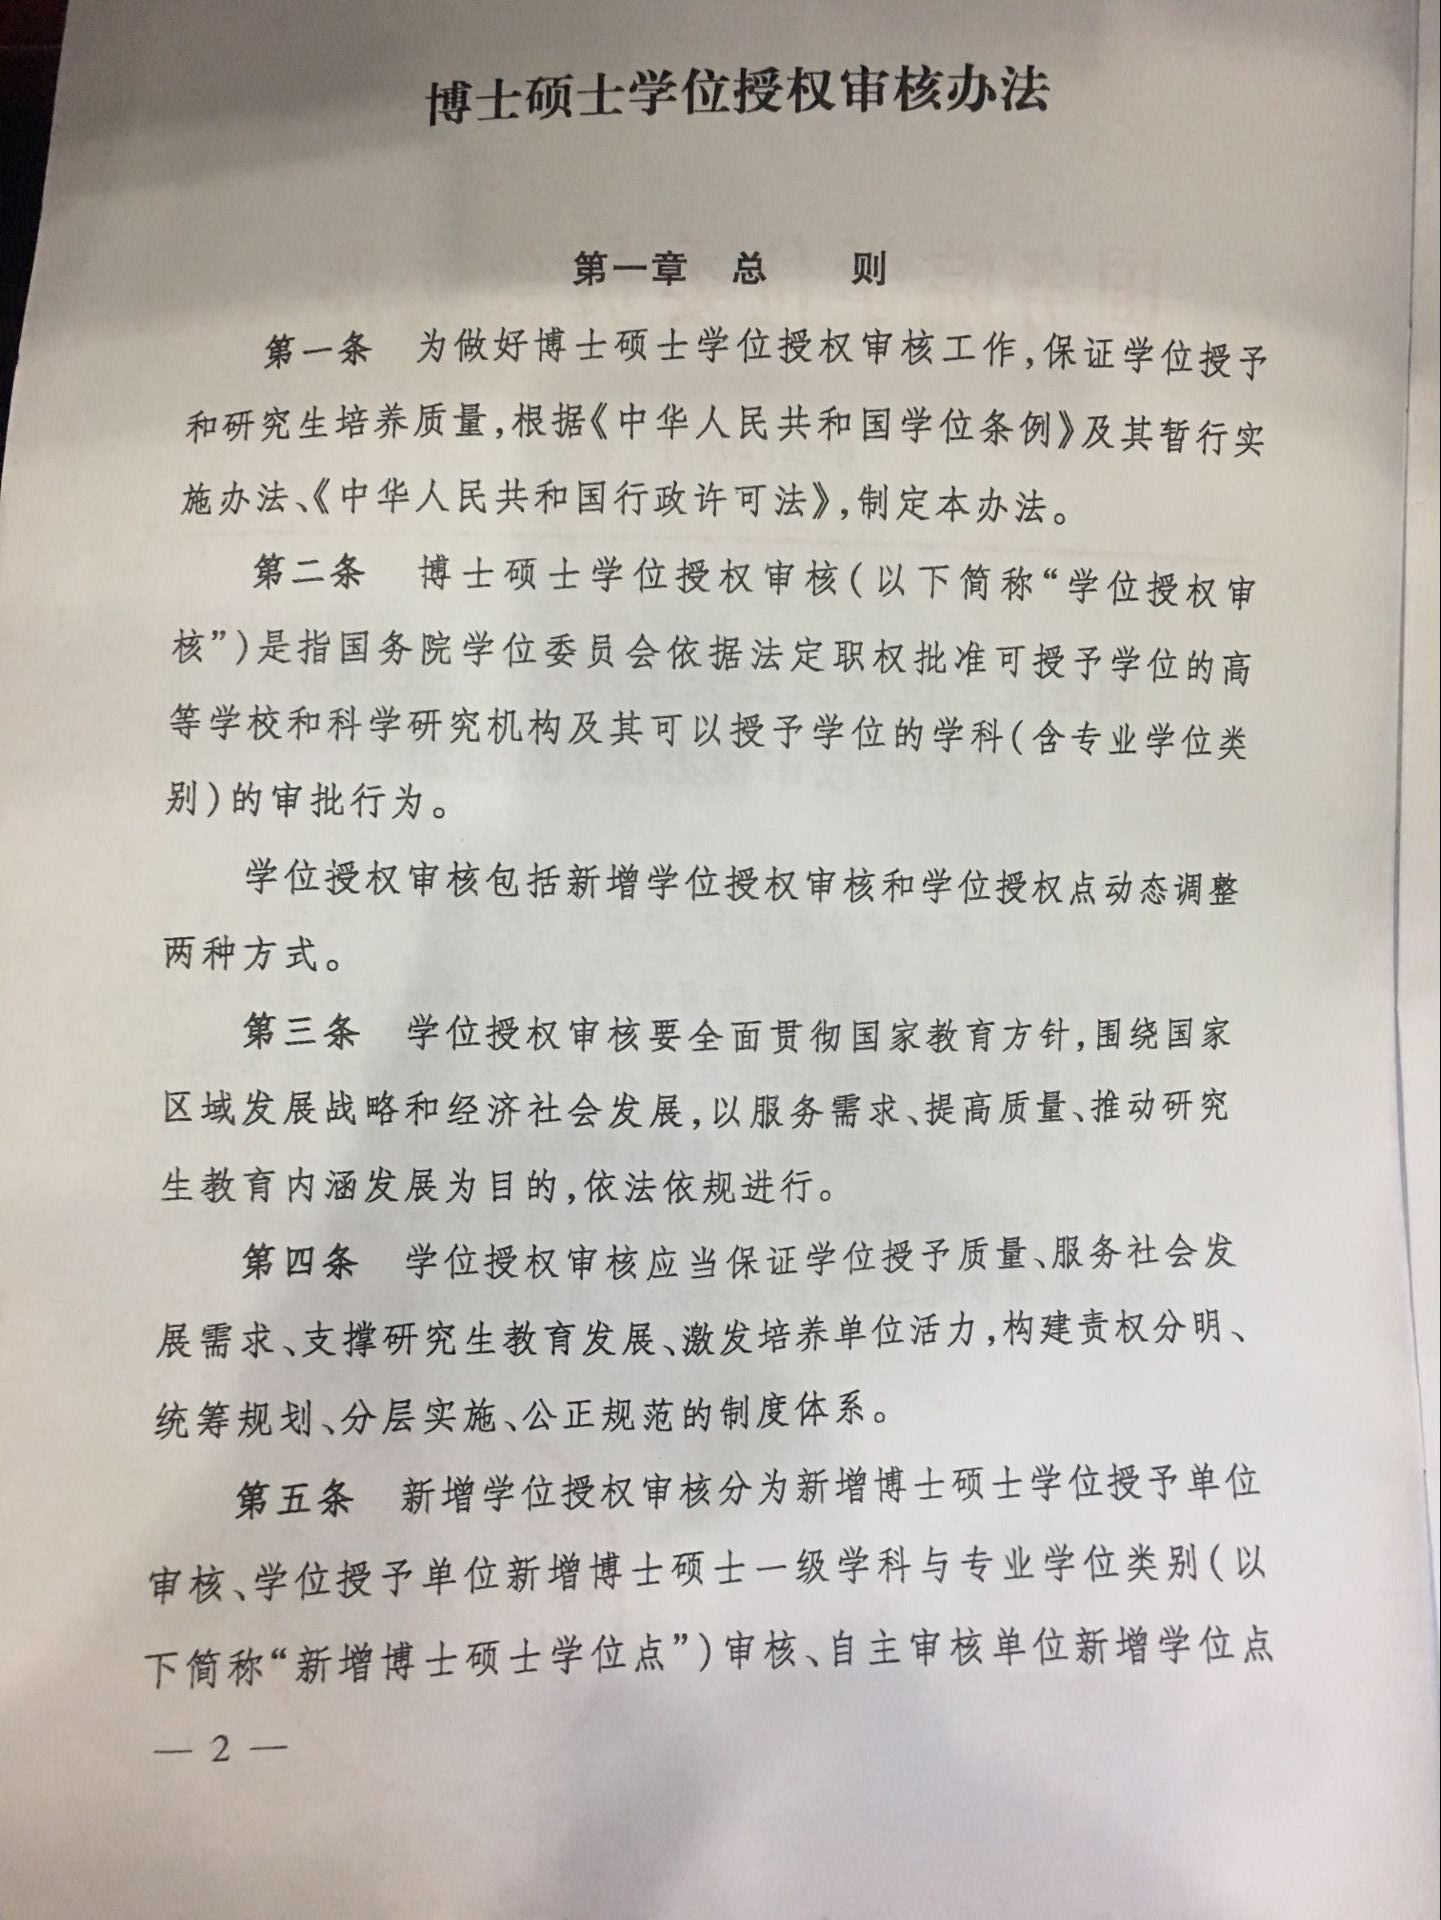 博士硕士学位授权审核办法
第一章 总 则
第一条 为做好博士硕士学位授权审核工作,保证学位授予
和研究生培养质量,根据《中华人民共和国学位条例》及其暂行实
施办法、《中华人民共和国行政许可法》,制定本办法。
第二条 博士硕士学位授权审核(以下简称“学位授权审
核”)是指国务院学位委员会依据法定职权批准可授予学位的高
等学校和科学研究机构及其可以授予学位的学科(含专业学位类
别)的审批行为。
学位授权审核包括新增学位授权审核和学位授权点动态调整
两种方式。
第三条 学位授权审核要全面贯彻国家教育方针,围绕国家
区域发展战略和经济社会发展,以服务需求、提高质量、推动研究
生教育内涵发展为目的,依法依规进行。
第四条 学位授权审核应当保证学位授予质量、服务社会发
展需求、支撑研究生教育发展、激发培养单位活力,构建责权分明、
统筹规划、分层实施、公正规范的制度体系。
第五条 新增学位授权审核分为新增博士硕士学位授予单位
审核、学位授予单位新增博士硕士一级学科与专业学位类别(以
下简称“新增博士硕士学位点”)审核、自主审核单位新增学位点
— 2 —